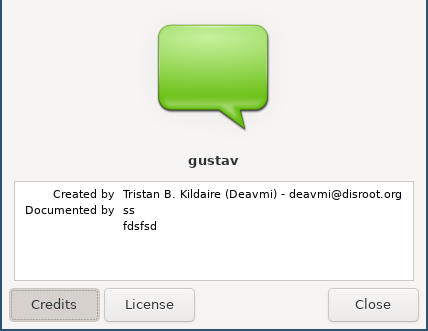 gustav
Created by Tristan B. Kildaire (Deavmi) - deavmi@disroot.org
Documented by ss
fdsfsd
Credits License Close